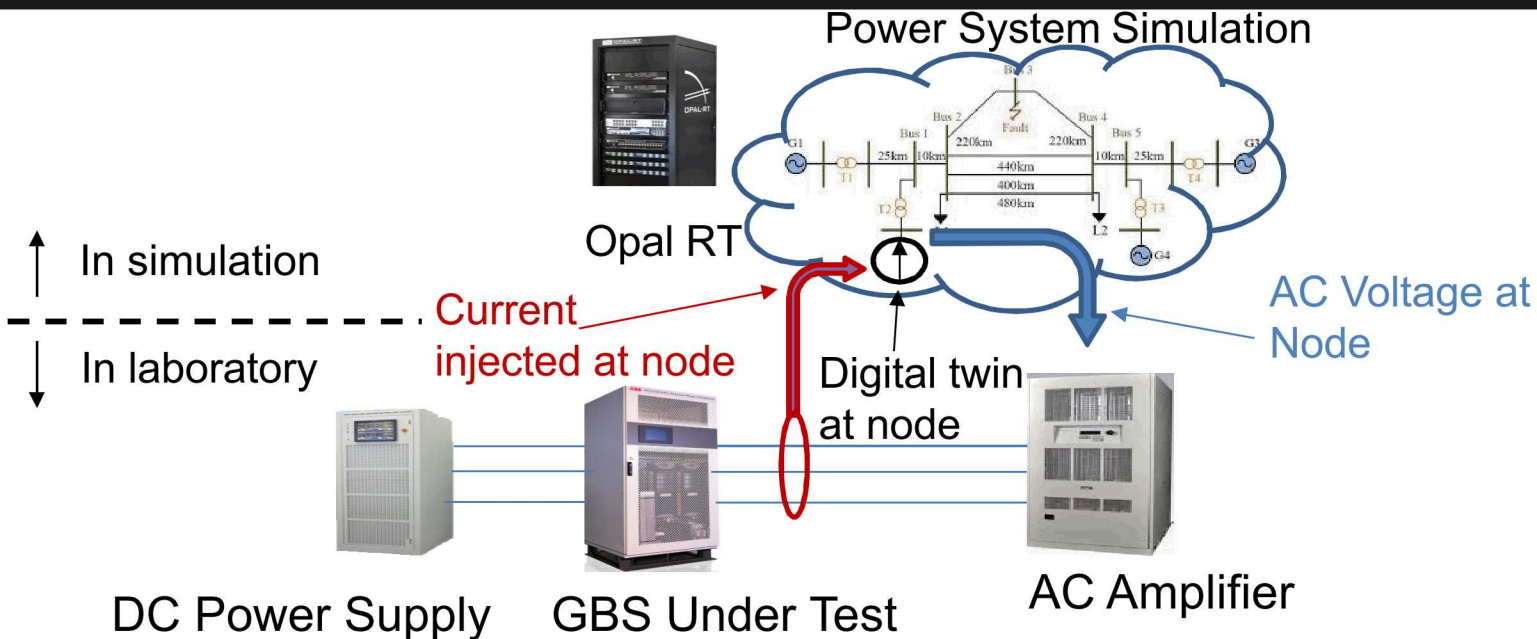 Power System Simulation
OPAL-RT
OPAL-RT
Bus 3
Fault
Bus 2
Bus 4
Bus 1
Bus 5
220km
220km
G1
G3
25km
10km
10km
25km
440km
T1
T4
400km
480km
T2
T3
L2
G4
Opal RT
In simulation
In laboratory
Current
injected at node
AC Voltage at
Node
Digital twin
at node
ABB
DC Power Supply
GBS Under Test
AC Amplifier